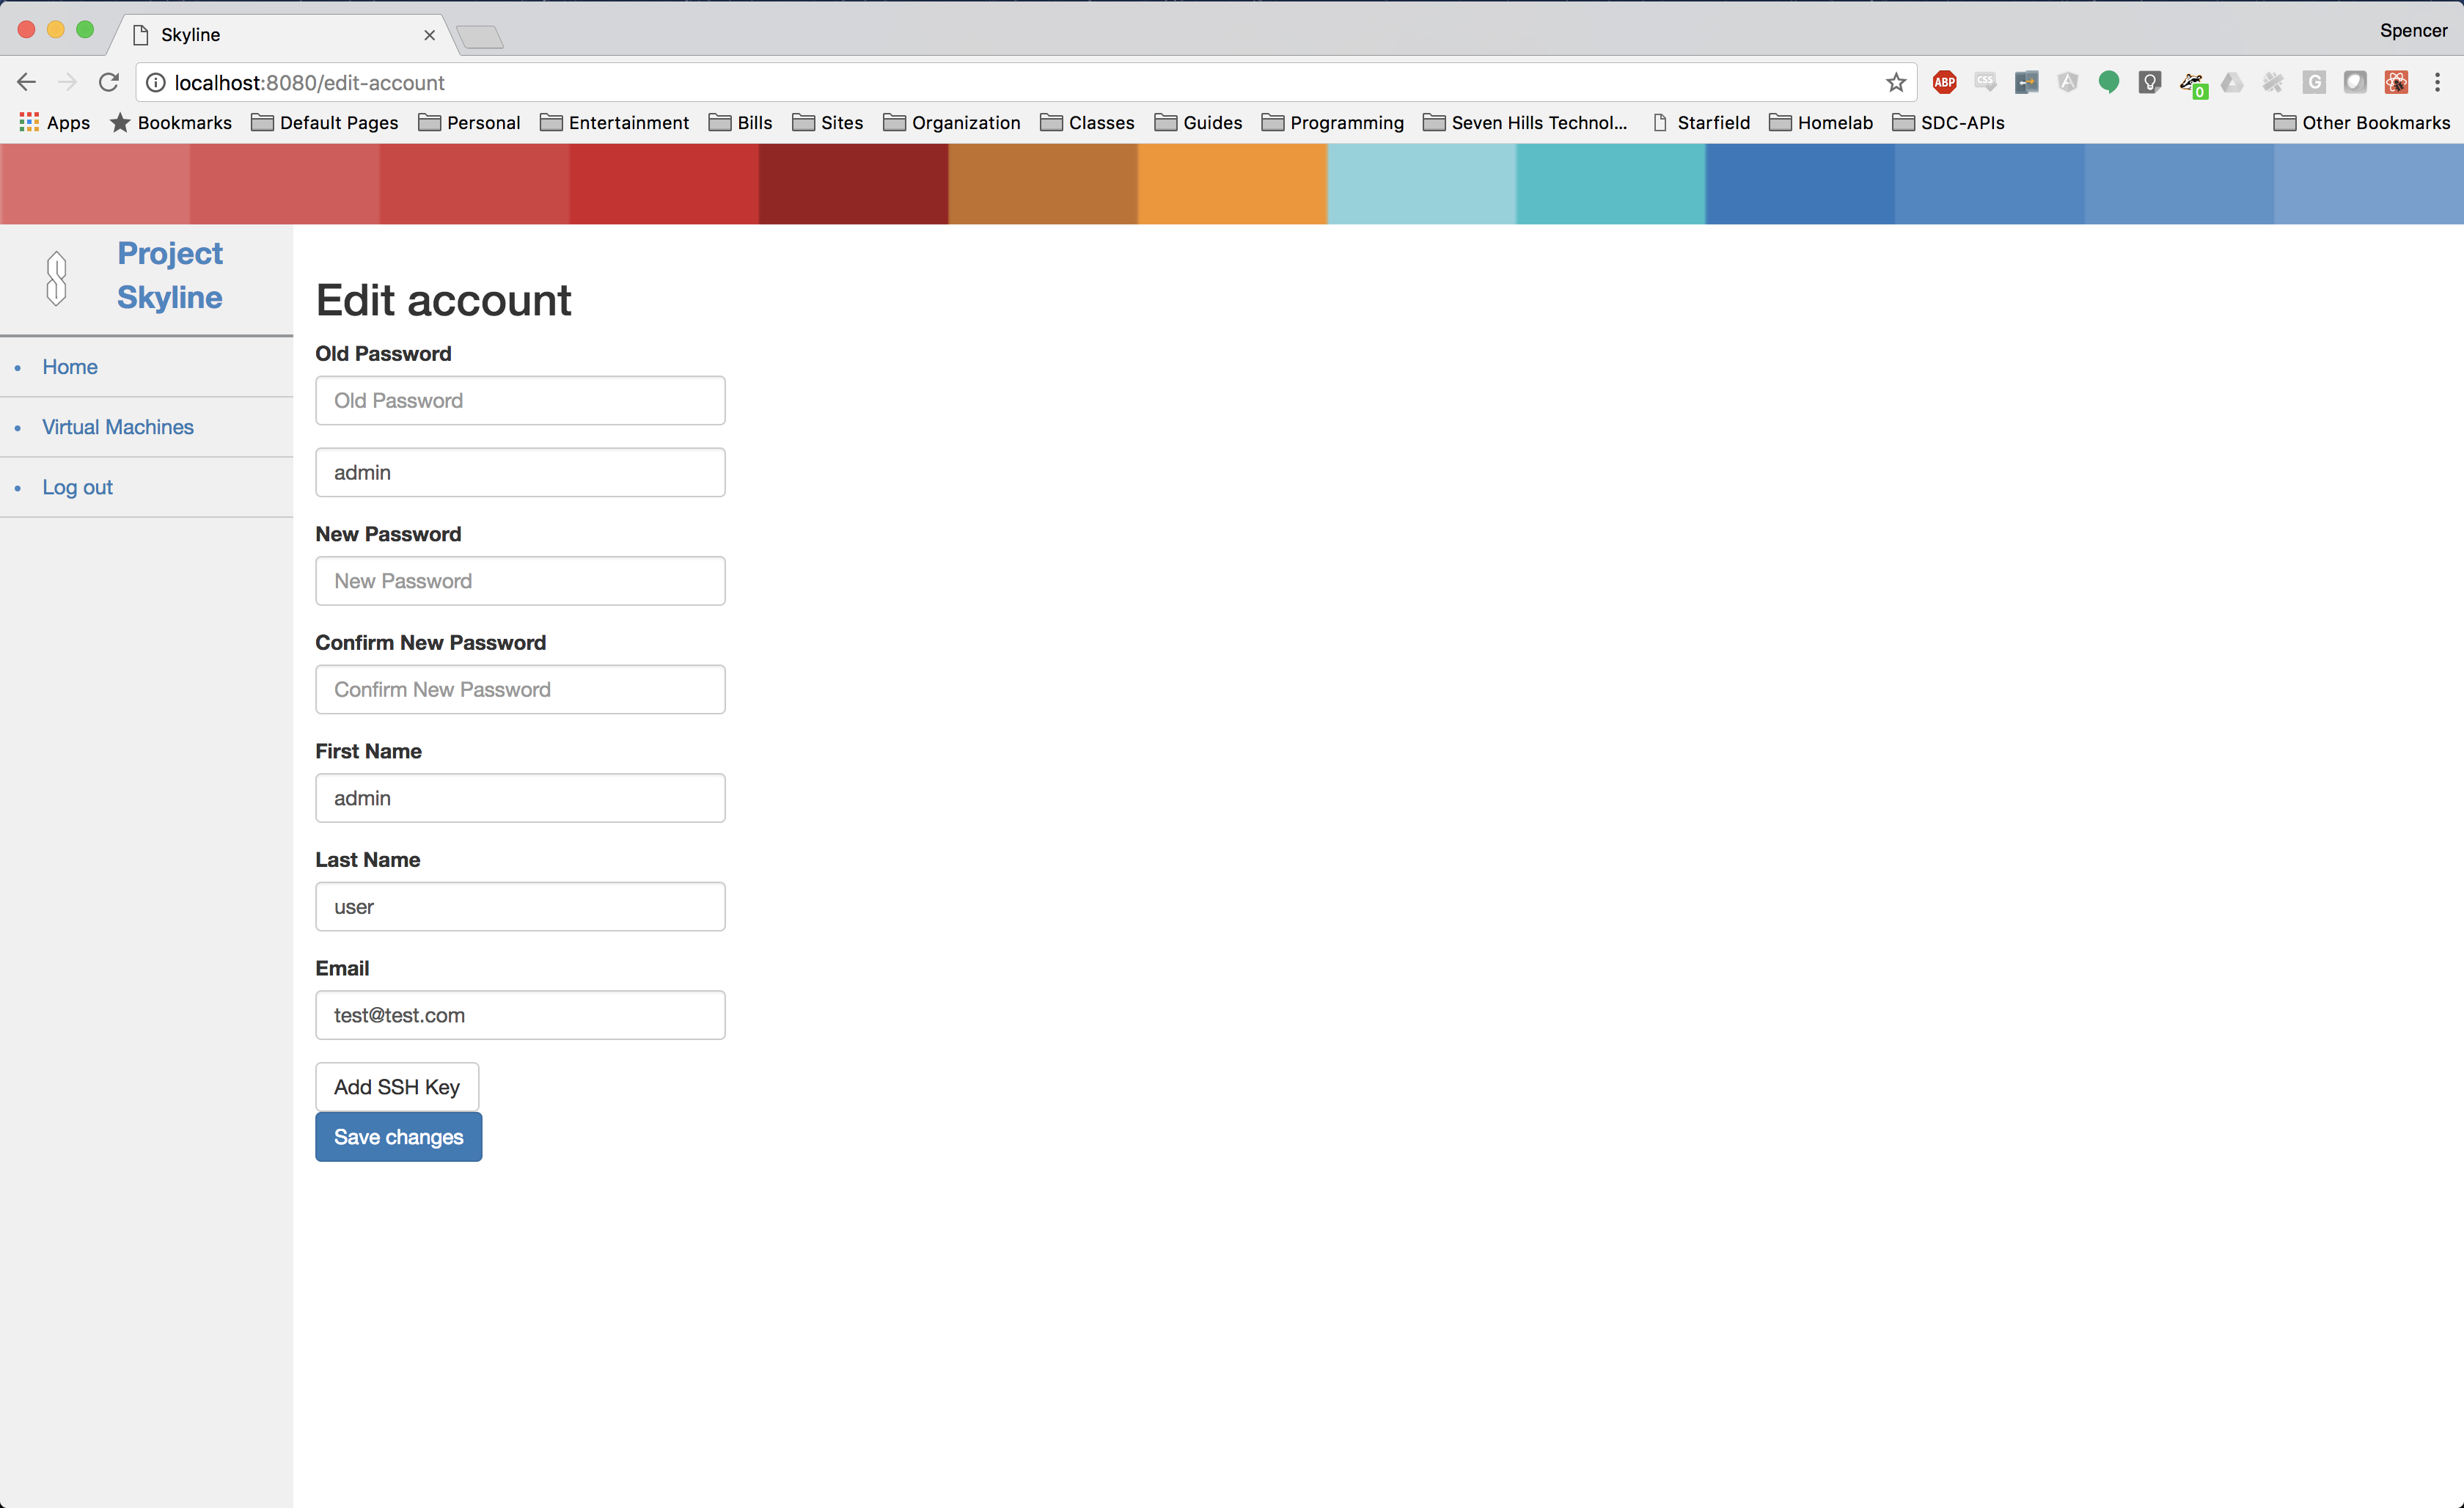 Skyline
Spencer
localhost:8080/edit-account
ABP
CSS
0
G
Apps
Bookmarks
Default Pages
Personal
Entertainment
Bills
Sites
Organization
Classes
Guides
Programming
Seven Hills Technol...
Starfield
Homelab
SDC-APIs
Other Bookmarks
Project
Skyline
Home
Virtual Machines
Log out
Edit account
Old Password
Old Password
admin
New Password
New Password
Confirm New Password
Confirm New Password
First Name
admin
Last Name
user
Email
test@test.com
Add SSH Key
Save changes